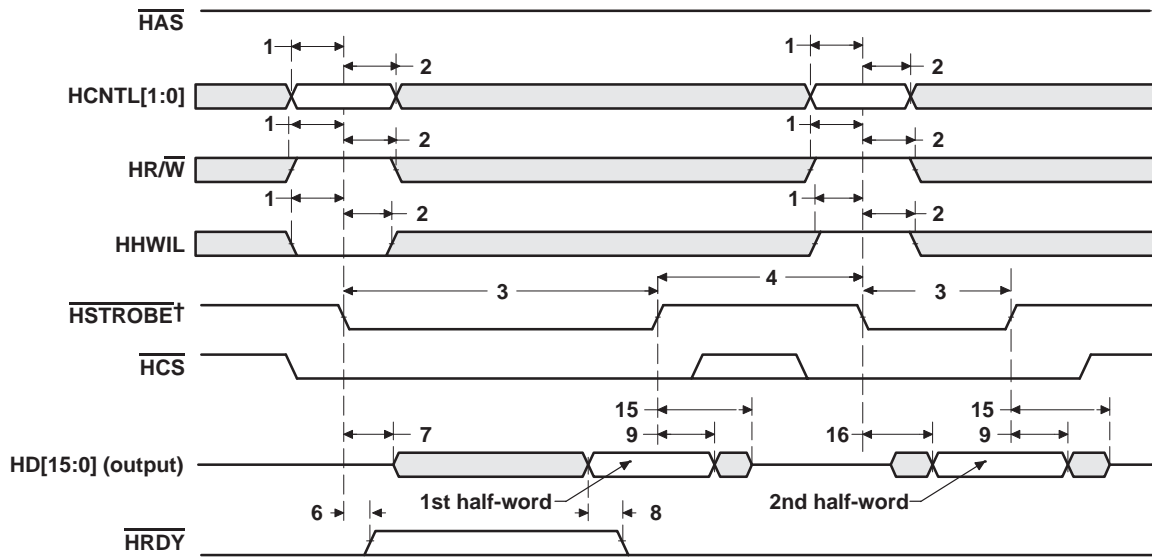 HAS
1
2
1
2
HCNTL[1:0]
1
2
1
2
HR/W
1
2
1
2
HHWIL
3
4
3
HSTROBE†
HCS
15
15
7
9
16
9
HD[15:0] (output)
1st half-word
2nd half-word
6
8
HRDY